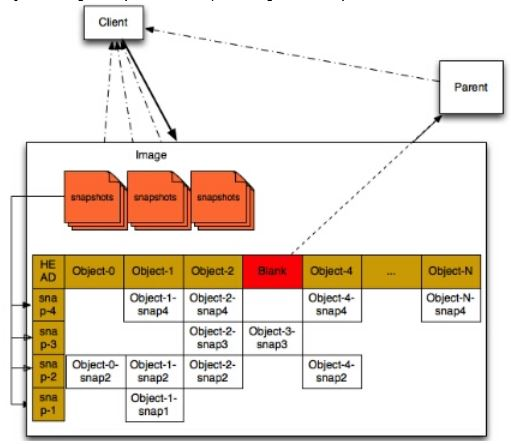 Client
Parent
Image
snapshots snapshots snapshots
HE
AD Object-0 Object-1 Object-2 Blank Object-4 ... Object-N
sna
p-4
Object-1-
snap4
Object-2-
snap4
Object-4-
snap4
Object-N-
snap4
sna
p-3
Object-2-
snap3
Object-3-
snap3
sna
p-2
Object-0-
snap2
Object-1-
snap2
Object-2-
snap2
Object-4-
snap2
sna
p-1
Object-1-
snap1